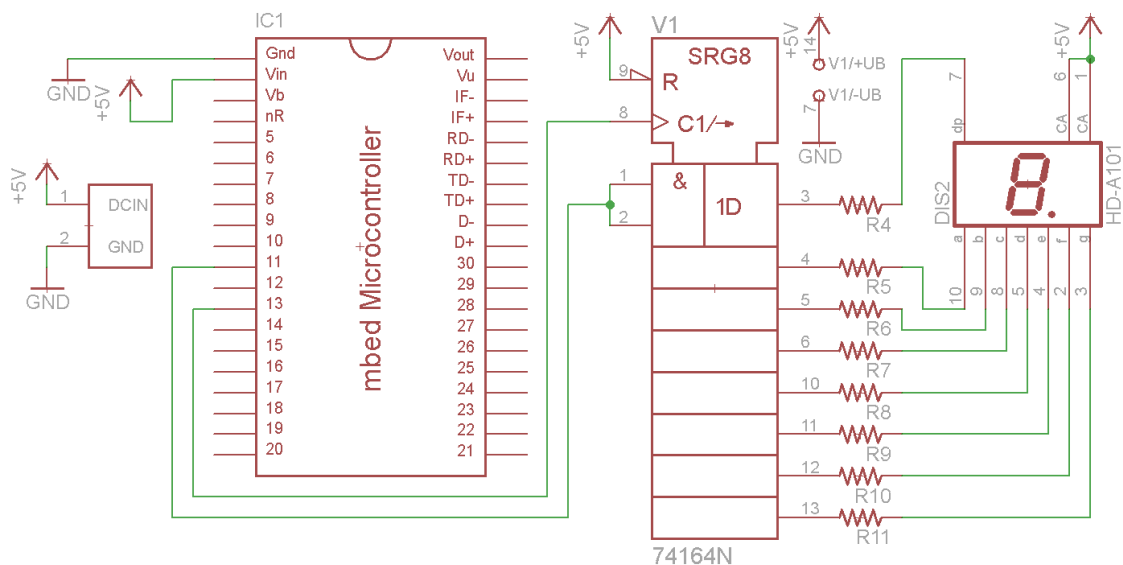 IC1
Gnd
Vin
Vb
nR
5
6
7
8
9
10
11
12
13
14
15
16
17
18
19
20
Vout
Vu
IF-
IF+
RD-
RD+
TD-
TD+
D-
D+
30
29
28
27
26
25
24
23
22
21
mbed Microcontroller
GND
+5V
+5V
1
DCIN
2
GND
GND
V1
+5V
SRG8
9
R
8
C1/→
1
2
&
1D
3
4
5
6
10
11
12
13
74164N
+5V
14
V1/+UB
V1/-UB
7
GND
R4
R5
R6
R7
R8
R9
R10
R11
+5V
7
6
1
dp
CA
CA
DIS2
8.
HD-A101
a
b
c
d
e
f
g
10
9
8
5
4
2
3